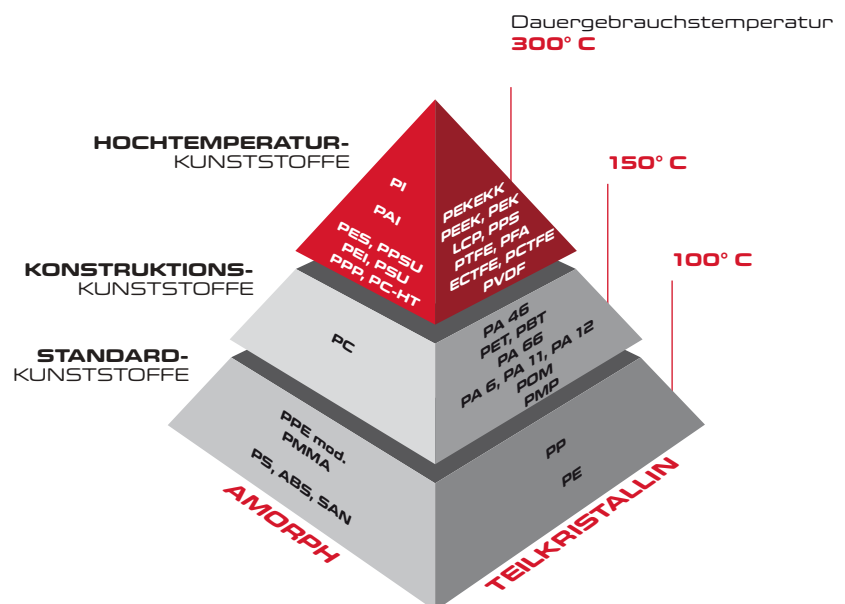 Dauergebrauchstemperatur
300° C
HOCHTEMPERATUR-
KUNSTSTOFFE
150° C
PI
PAI
PES, PPSU
PEI, PSU
PPP, PC-HT
PEKEKK
PEEK, PEK
LCP, PPS
PTFE, PFA
ECTFE, PCTFE
PVDF
KONSTRUKTIONS-
KUNSTSTOFFE
100° C
PC
PA 46
PET, PBT
PA 66
PA 6, PA 11, PA 12
POM
PMP
STANDARD-
KUNSTSTOFFE
PPE mod.
PMMA
PS, ABS, SAN
PP
PE
AMORPH
TEILKRISTALLIN